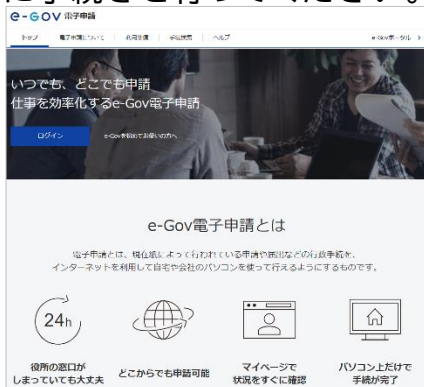 に手続きを行ってください。
e-GOV 電子申請
トップ 電子申請について 利用準備 手続検索 ヘルプ e-Govポータル
いつでも、どこでも申請
仕事を効率化するe-Gov電子申請
ログイン e-Govを初めてお使いの方へ
e-Gov電子申請とは
電子申請とは、現在紙によって行われている申請や届出などの行政手続を、
インターネットを利用して自宅や会社のパソコンを使って行えるようにするものです。
24h
役所の窓口が
しまっていても大丈夫
どこからでも申請可能
マイページで
状況をすぐに確認
パソコン上だけで
手続が完了